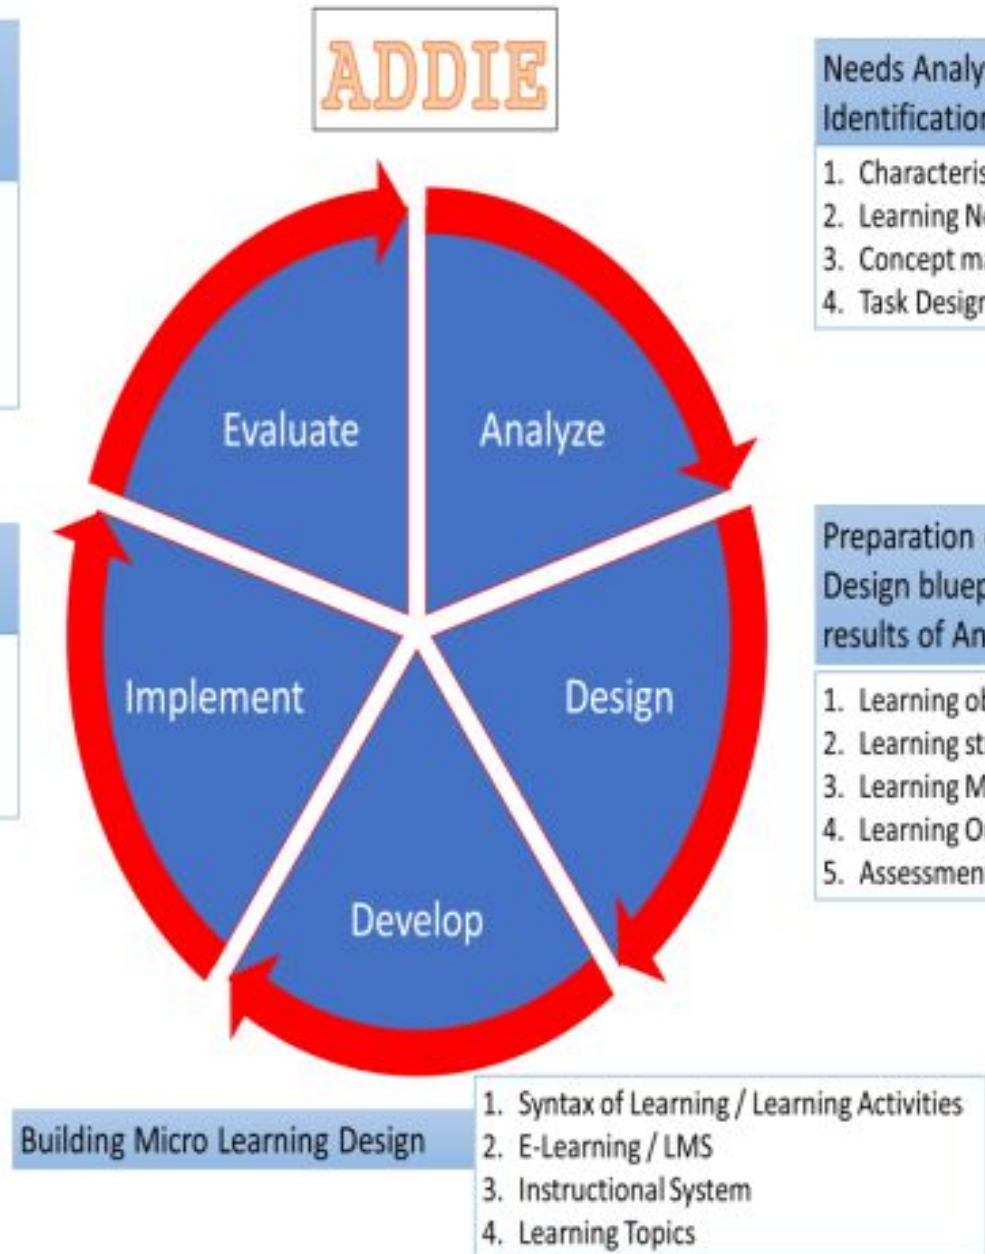 ADDIE
Needs Analy
Identification
1. Characteris
2. Learning Ne
3. Concept ma
4. Task Design
Evaluate
Analyze
Preparation
Design bluep
results of An
1. Learning ob
2. Learning st
3. Learning M
4. Learning Ou
5. Assessmen
Implement
Design
Develop
Building Micro Learning Design
1. Syntax of Learning / Learning Activities
2. E-Learning / LMS
3. Instructional System
4. Learning Topics